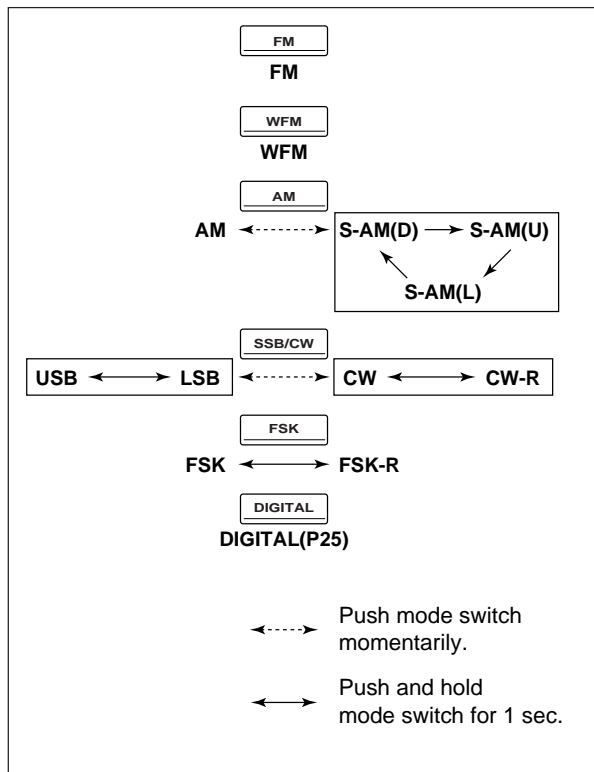 FM
FM
WFM
WFM
AM
AM S-AM(D) S-AM(U)
S-AM(L)
SSB/CW
USB LSB CW CW-R
FSK
FSK FSK-R
DIGITAL
DIGITAL(P25)
Push mode switch
momentarily.
Push and hold
mode switch for 1 sec.